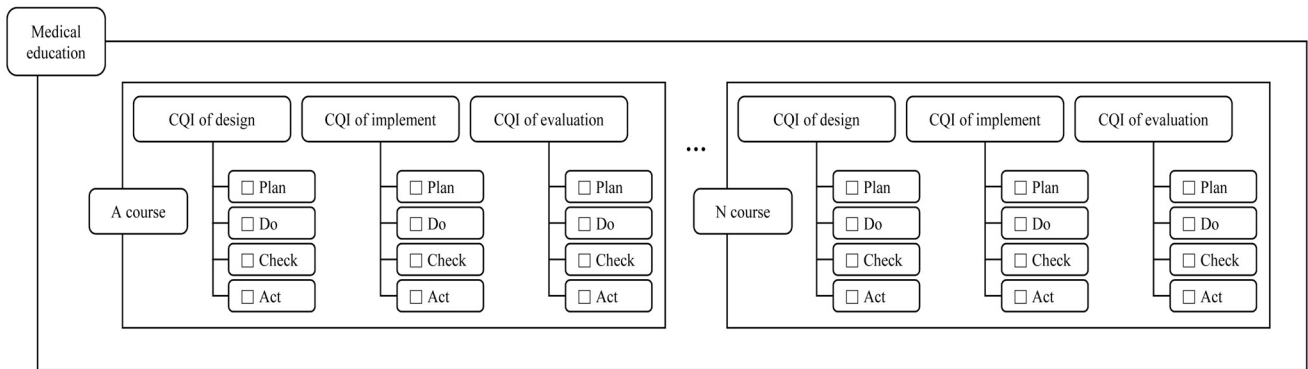 Medical
education
CQI of design
CQI of implement
CQI of evaluation
A course
☐ Plan
☐ Do
☐ Check
☐ Act
☐ Plan
☐ Do
☐ Check
☐ Act
☐ Plan
☐ Do
☐ Check
☐ Act
...
CQI of design
CQI of implement
CQI of evaluation
N course
☐ Plan
☐ Do
☐ Check
☐ Act
☐ Plan
☐ Do
☐ Check
☐ Act
☐ Plan
☐ Do
☐ Check
☐ Act